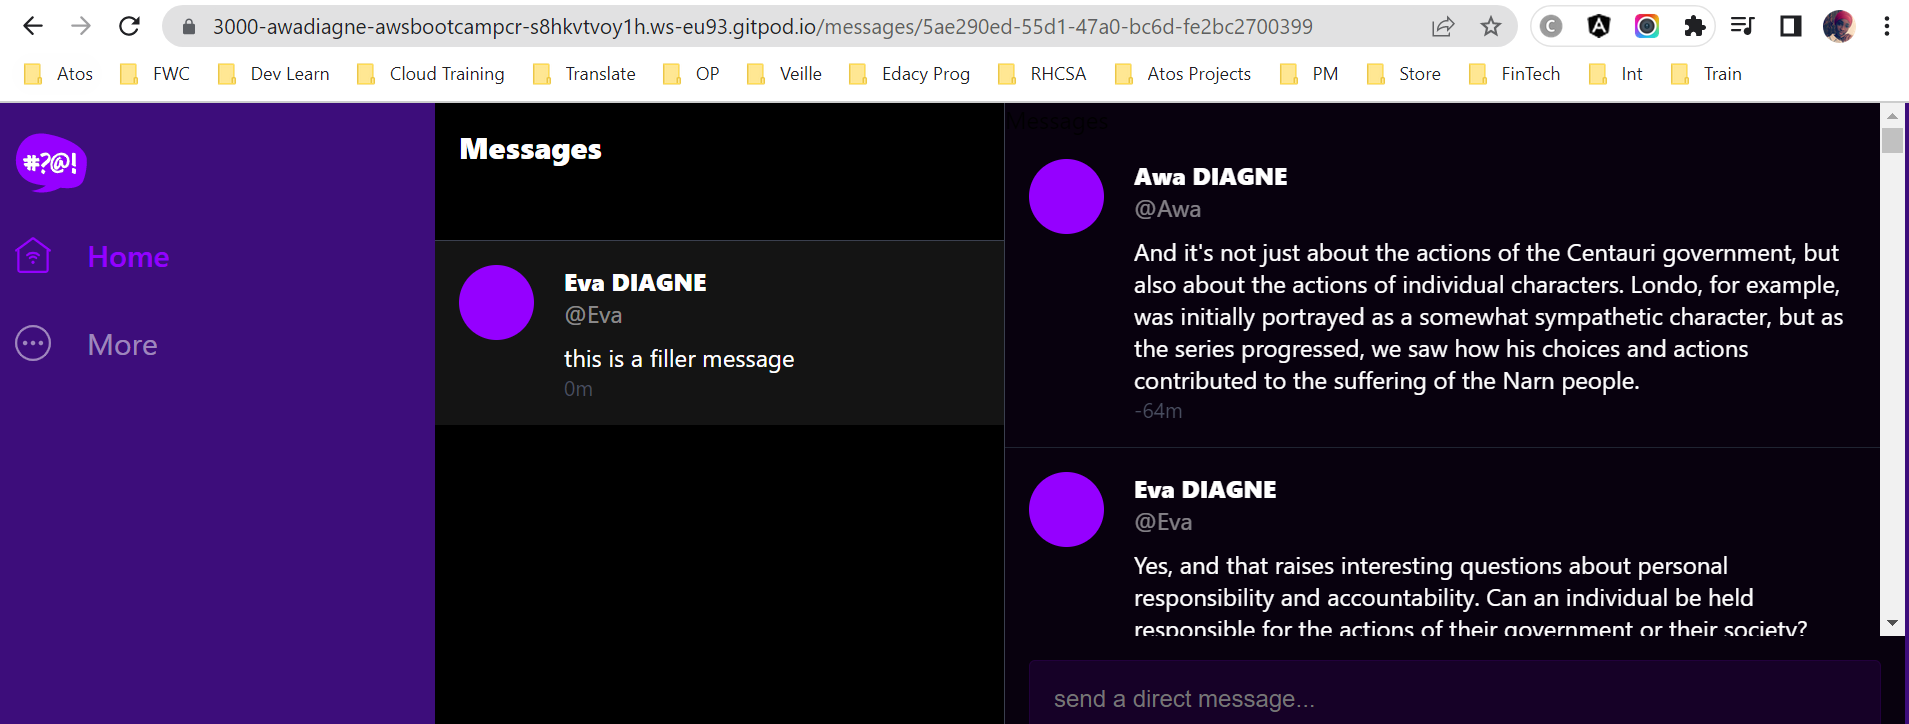 3000-awadiagne-awsbootcampcr-s8hkvtvoy1h.ws-eu93.gitpod.io/messages/5ae290ed-55d1-47a0-bc6d-fe2bc2700399
C
Atos FWC Dev Learn Cloud Training Translate OP Veille Edacy Prog RHCSA Atos Projects PM Store FinTech Int Train
#?@!
Home
More
Messages
Eva DIAGNE
@Eva
this is a filler message
0m
Messages
Awa DIAGNE
@Awa
And it's not just about the actions of the Centauri government, but
also about the actions of individual characters. Londo, for example,
was initially portrayed as a somewhat sympathetic character, but as
the series progressed, we saw how his choices and actions
contributed to the suffering of the Narn people.
-64m
Eva DIAGNE
@Eva
Yes, and that raises interesting questions about personal
responsibility and accountability. Can an individual be held
responsible for the actions of their government or their society?
send a direct message...